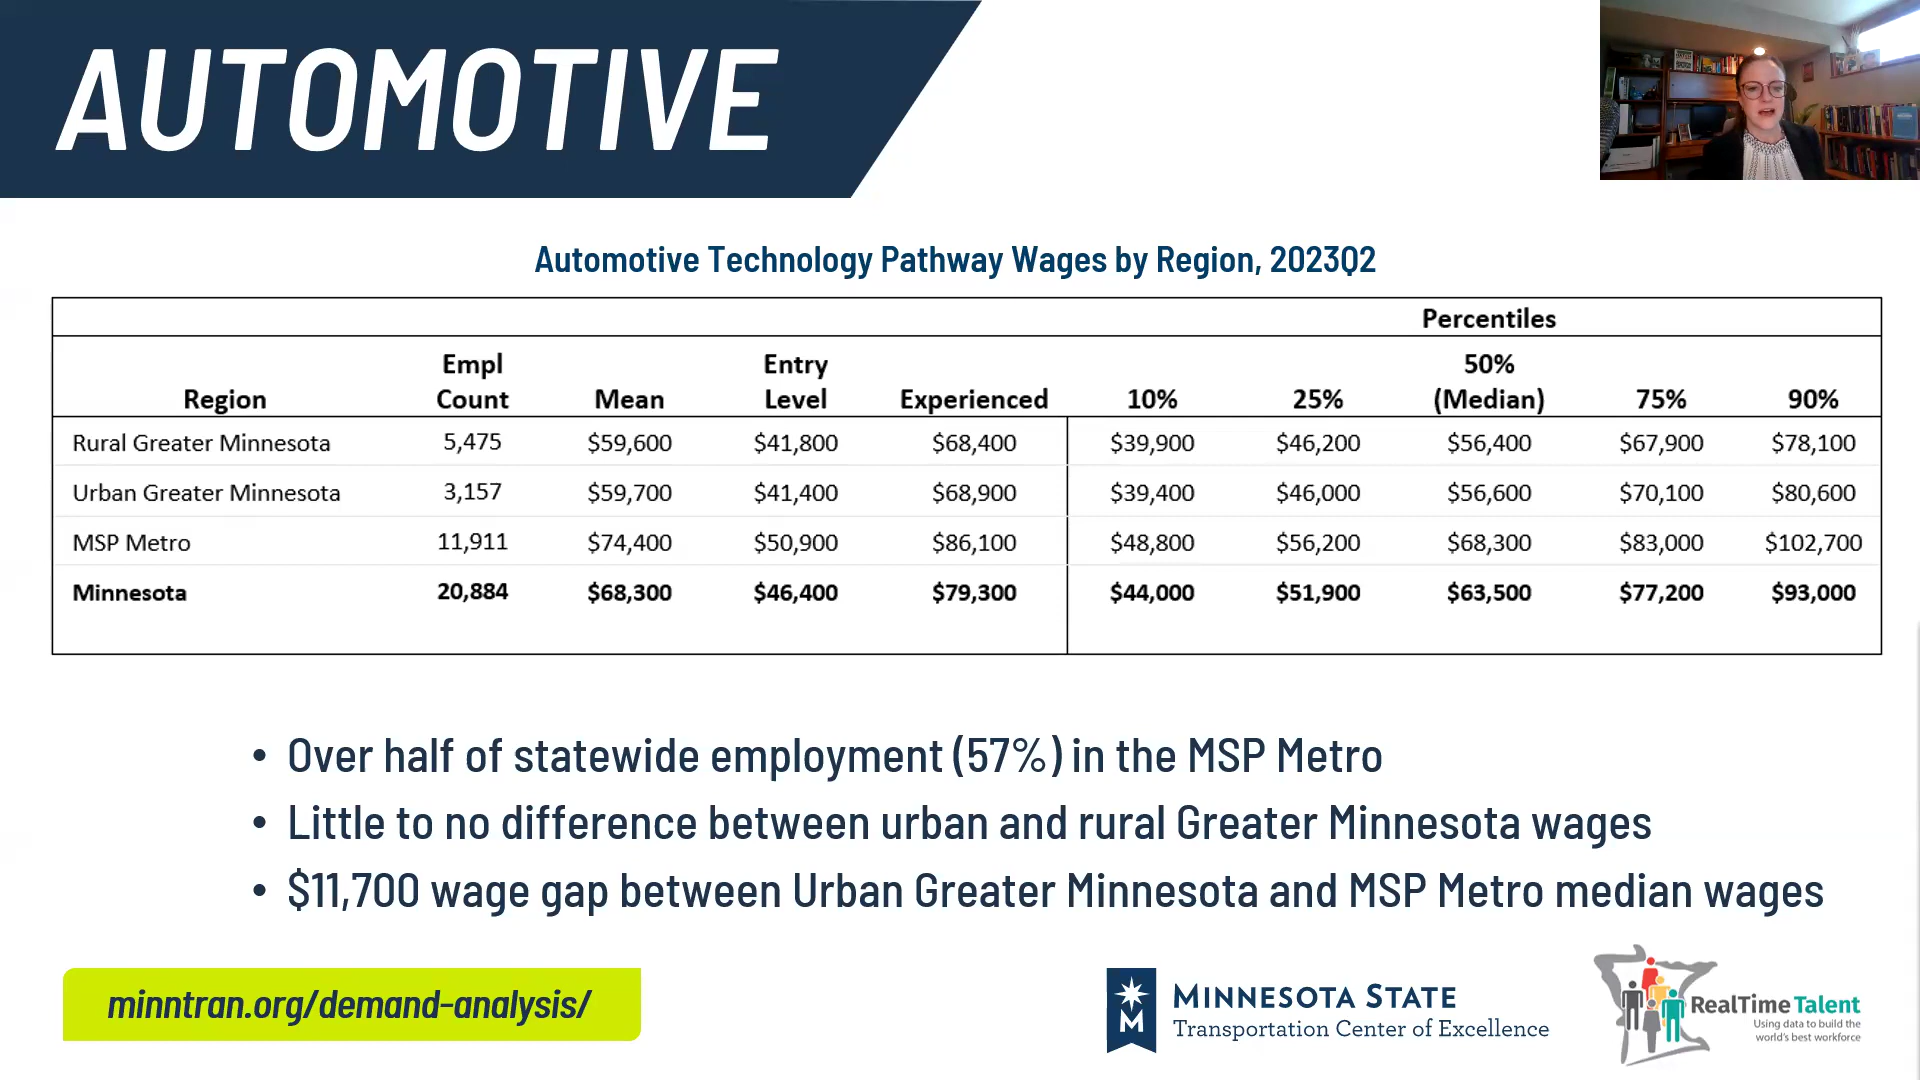 AUTOMOTIVE
Automotive Technology Pathway Wages by Region, 2023Q2
Percentiles
Region Empl Count Mean Entry Level Experienced 10% 25% 50% (Median) 75% 90%
Rural Greater Minnesota 5,475 $59,600 $41,800 $68,400 $39,900 $46,200 $56,400 $67,900 $78,100
Urban Greater Minnesota 3,157 $59,700 $41,400 $68,900 $39,400 $46,000 $56,600 $70,100 $80,600
MSP Metro 11,911 $74,400 $50,900 $86,100 $48,800 $56,200 $68,300 $83,000 $102,700
Minnesota 20,884 $68,300 $46,400 $79,300 $44,000 $51,900 $63,500 $77,200 $93,000
• Over half of statewide employment (57%) in the MSP Metro
• Little to no difference between urban and rural Greater Minnesota wages
• $11,700 wage gap between Urban Greater Minnesota and MSP Metro median wages
minntran.org/demand-analysis/
M
MINNESOTA STATE
Transportation Center of Excellence
RealTime Talent
Using data to build the
world's best workforce